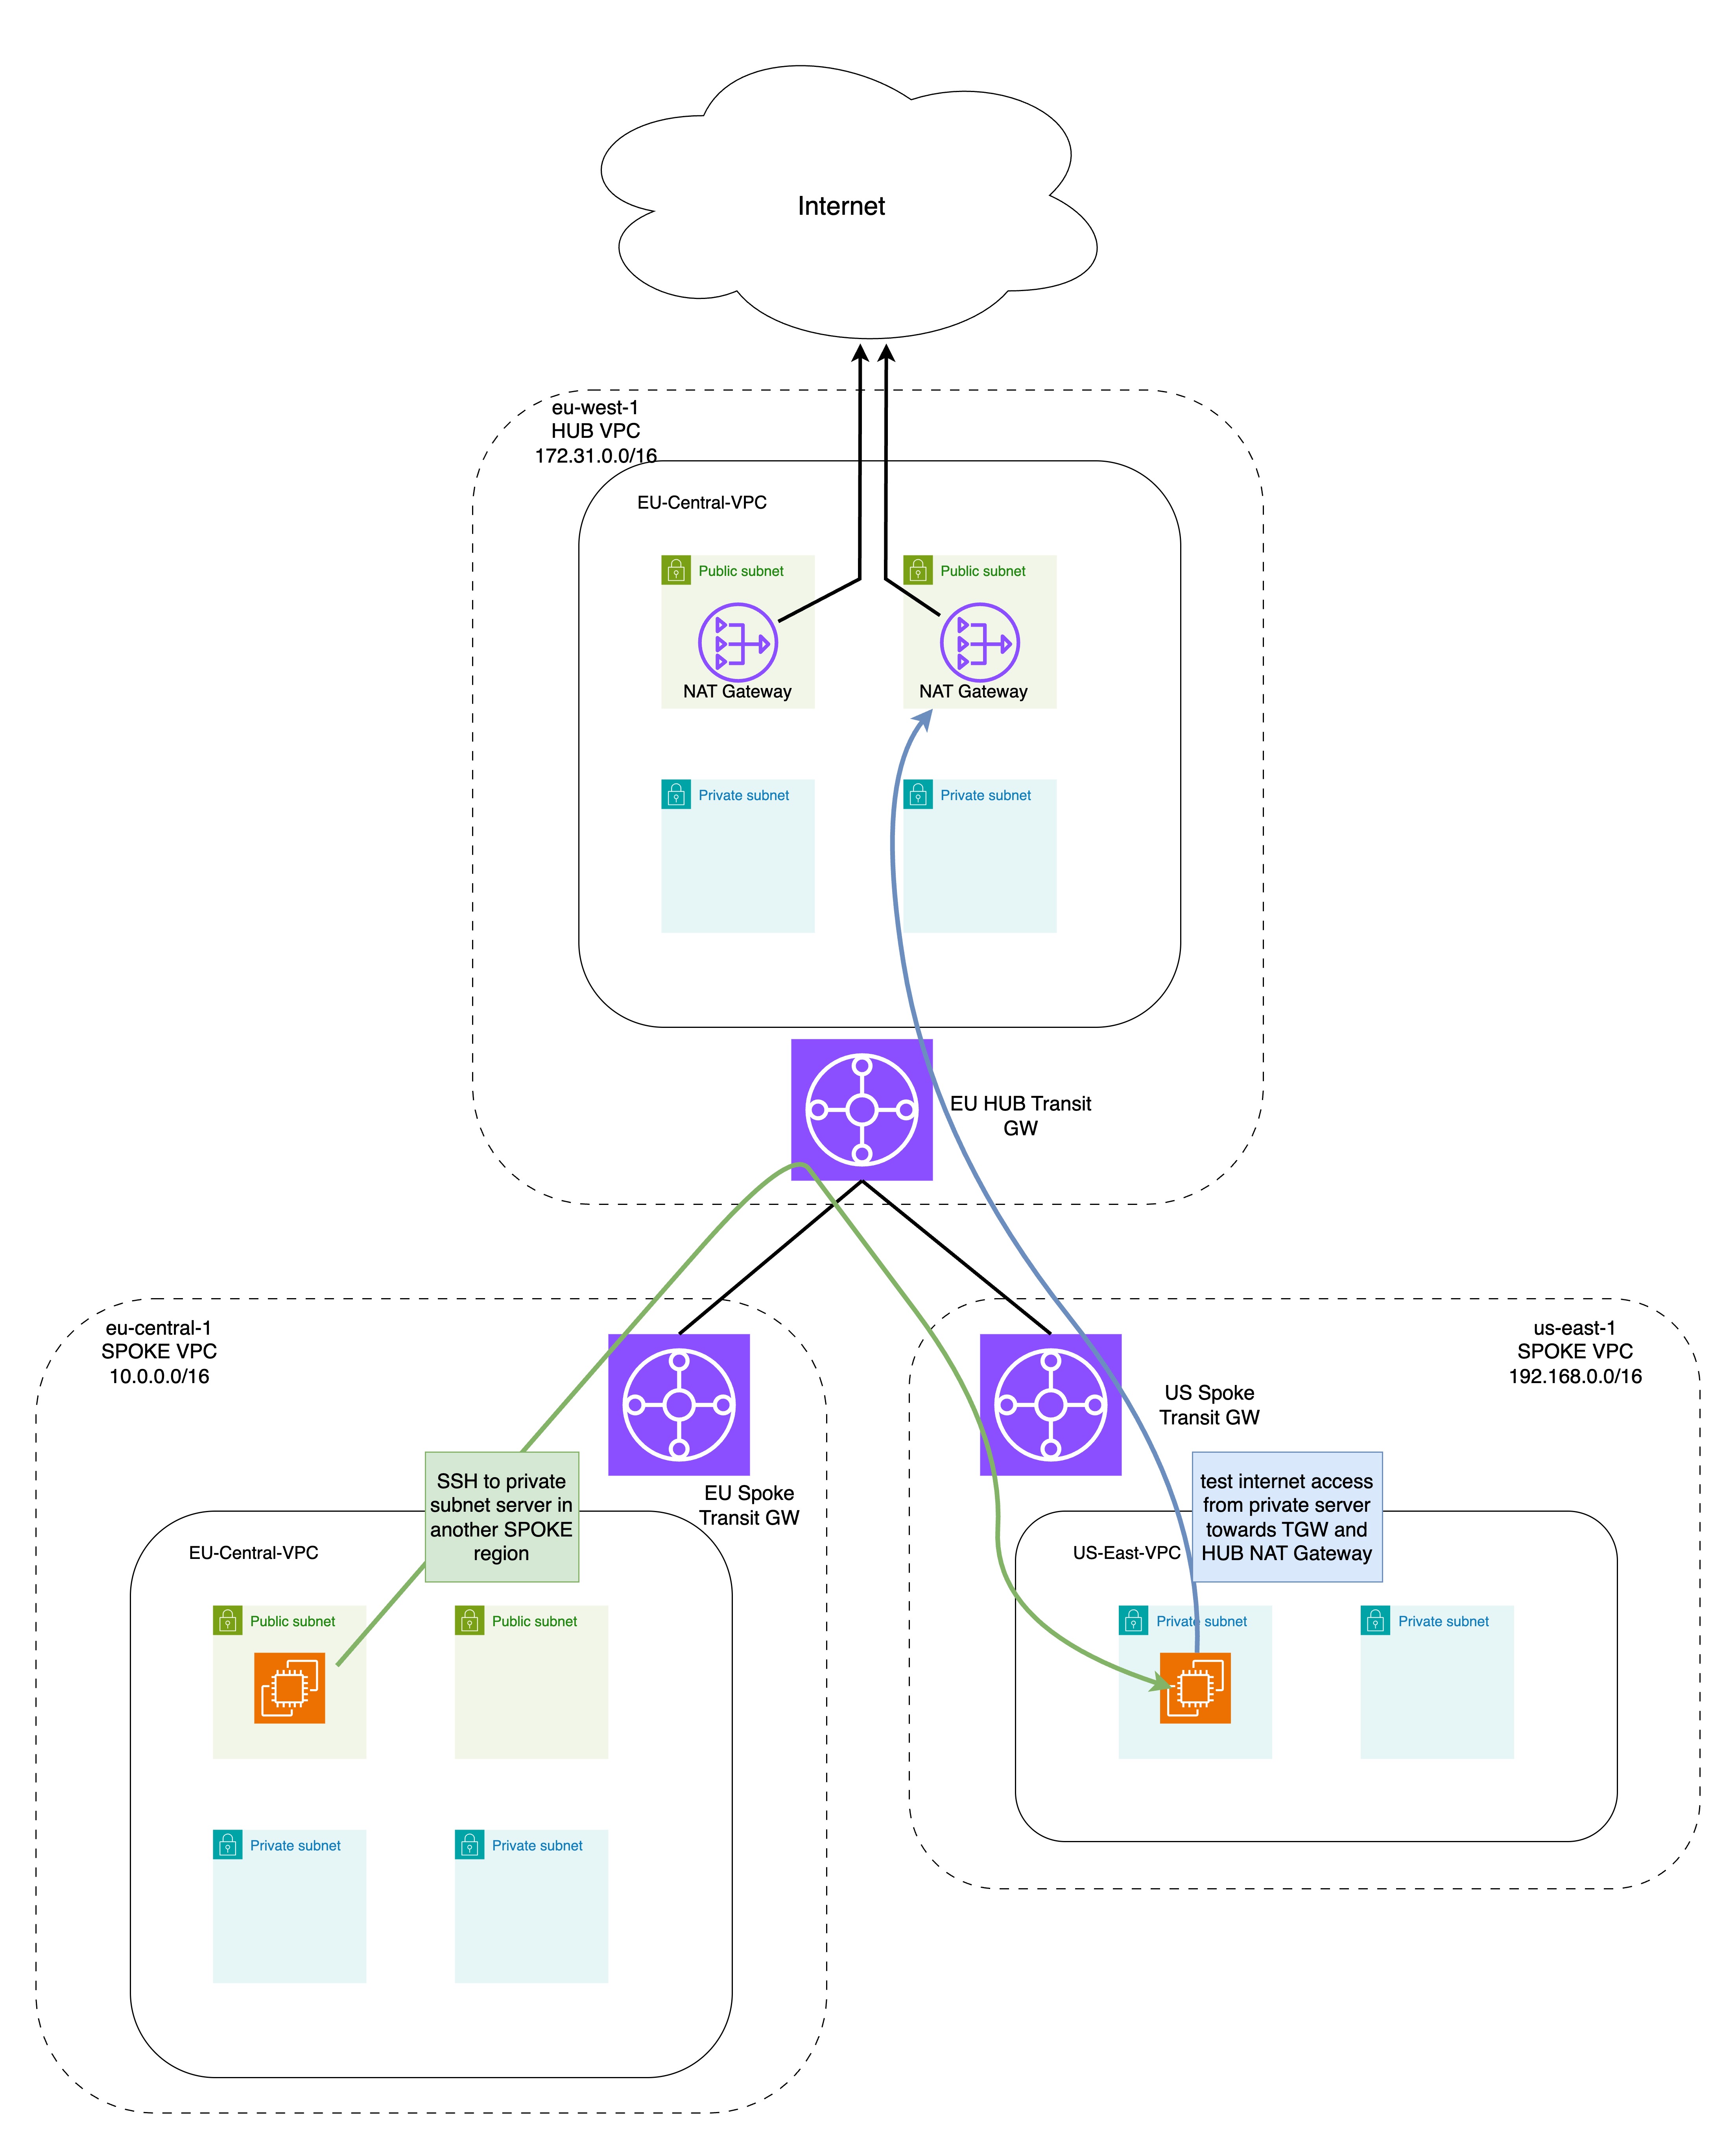 Internet
eu-west-1
HUB VPC
172.31.0.0/16
EU-Central-VPC
Public subnet
NAT Gateway
Public subnet
NAT Gateway
Private subnet
Private subnet
EU HUB Transit
GW
eu-central-1
SPOKE VPC
10.0.0.0/16
EU Spoke
Transit GW
SSH to private
subnet server in
another SPOKE
region
EU-Central-VPC
Public subnet
Public subnet
Private subnet
Private subnet
us-east-1
SPOKE VPC
192.168.0.0/16
US Spoke
Transit GW
test internet access
from private server
towards TGW and
HUB NAT Gateway
US-East-VPC
Private subnet
Private subnet